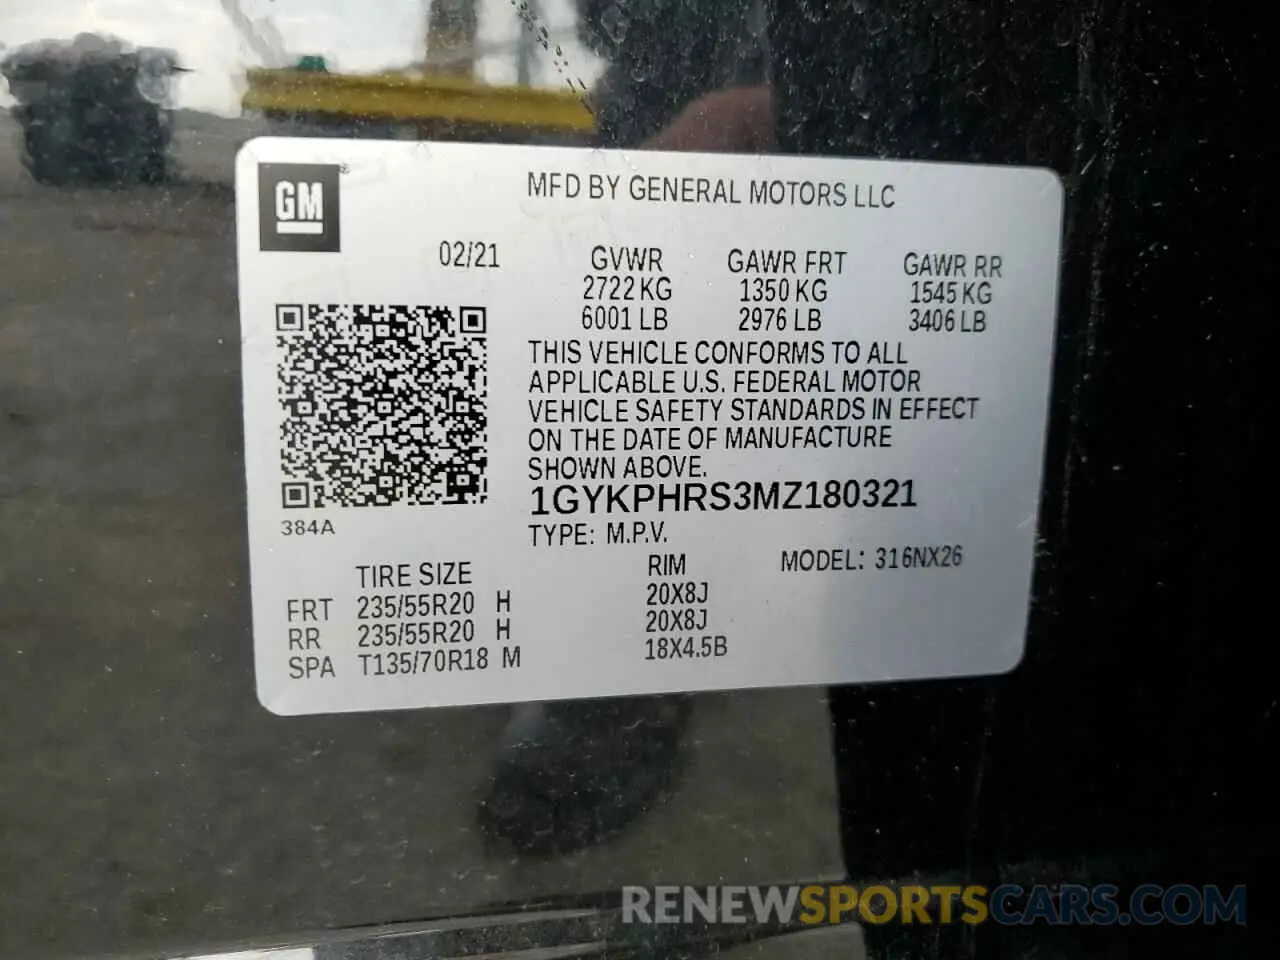 GM®
MFD BY GENERAL MOTORS LLC
02/21
GVWR
2722 KG
6001 LB
GAWR FRT
1350 KG
2976 LB
GAWR RR
1545 KG
3406 LB
THIS VEHICLE CONFORMS TO ALL
APPLICABLE U.S. FEDERAL MOTOR
VEHICLE SAFETY STANDARDS IN EFFECT
ON THE DATE OF MANUFACTURE
SHOWN ABOVE.
1GYKPHRS3MZ180321
384A
TYPE: M.P.V.
MODEL: 316NX26
TIRE SIZE RIM
FRT 235/55R20 H 20X8J
RR 235/55R20 H 20X8J
SPA T135/70R18 M 18X4.5B
RENEWSPORTSCARS.COM